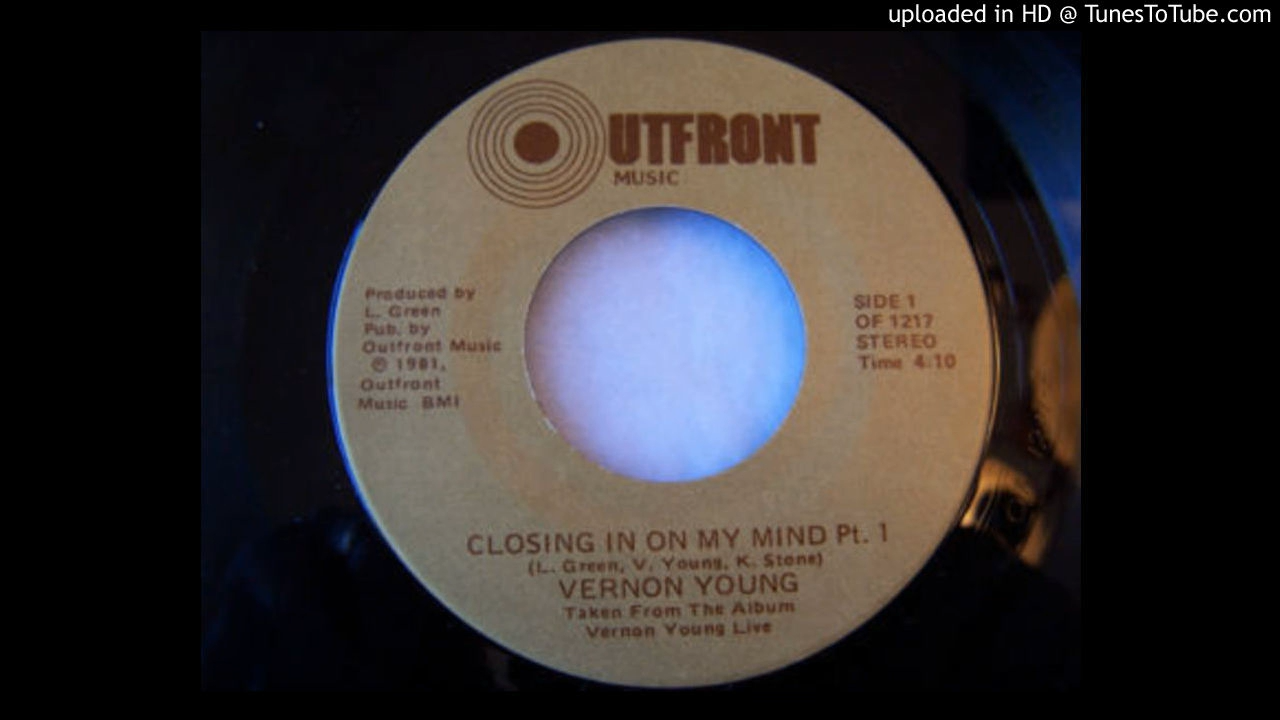 uploaded in HD @ TunesToTube.com
OUTFRONT
MUSIC
Produced by
L. Green
Pub. by
Outfront Music
© 1981,
Outfront
Music BMI
SIDE 1
OF 1217
STEREO
Time 4:10
CLOSING IN ON MY MIND Pt. 1
(L. Green, V. Young, K. Stone)
VERNON YOUNG
Taken From The Album
Vernon Young Live